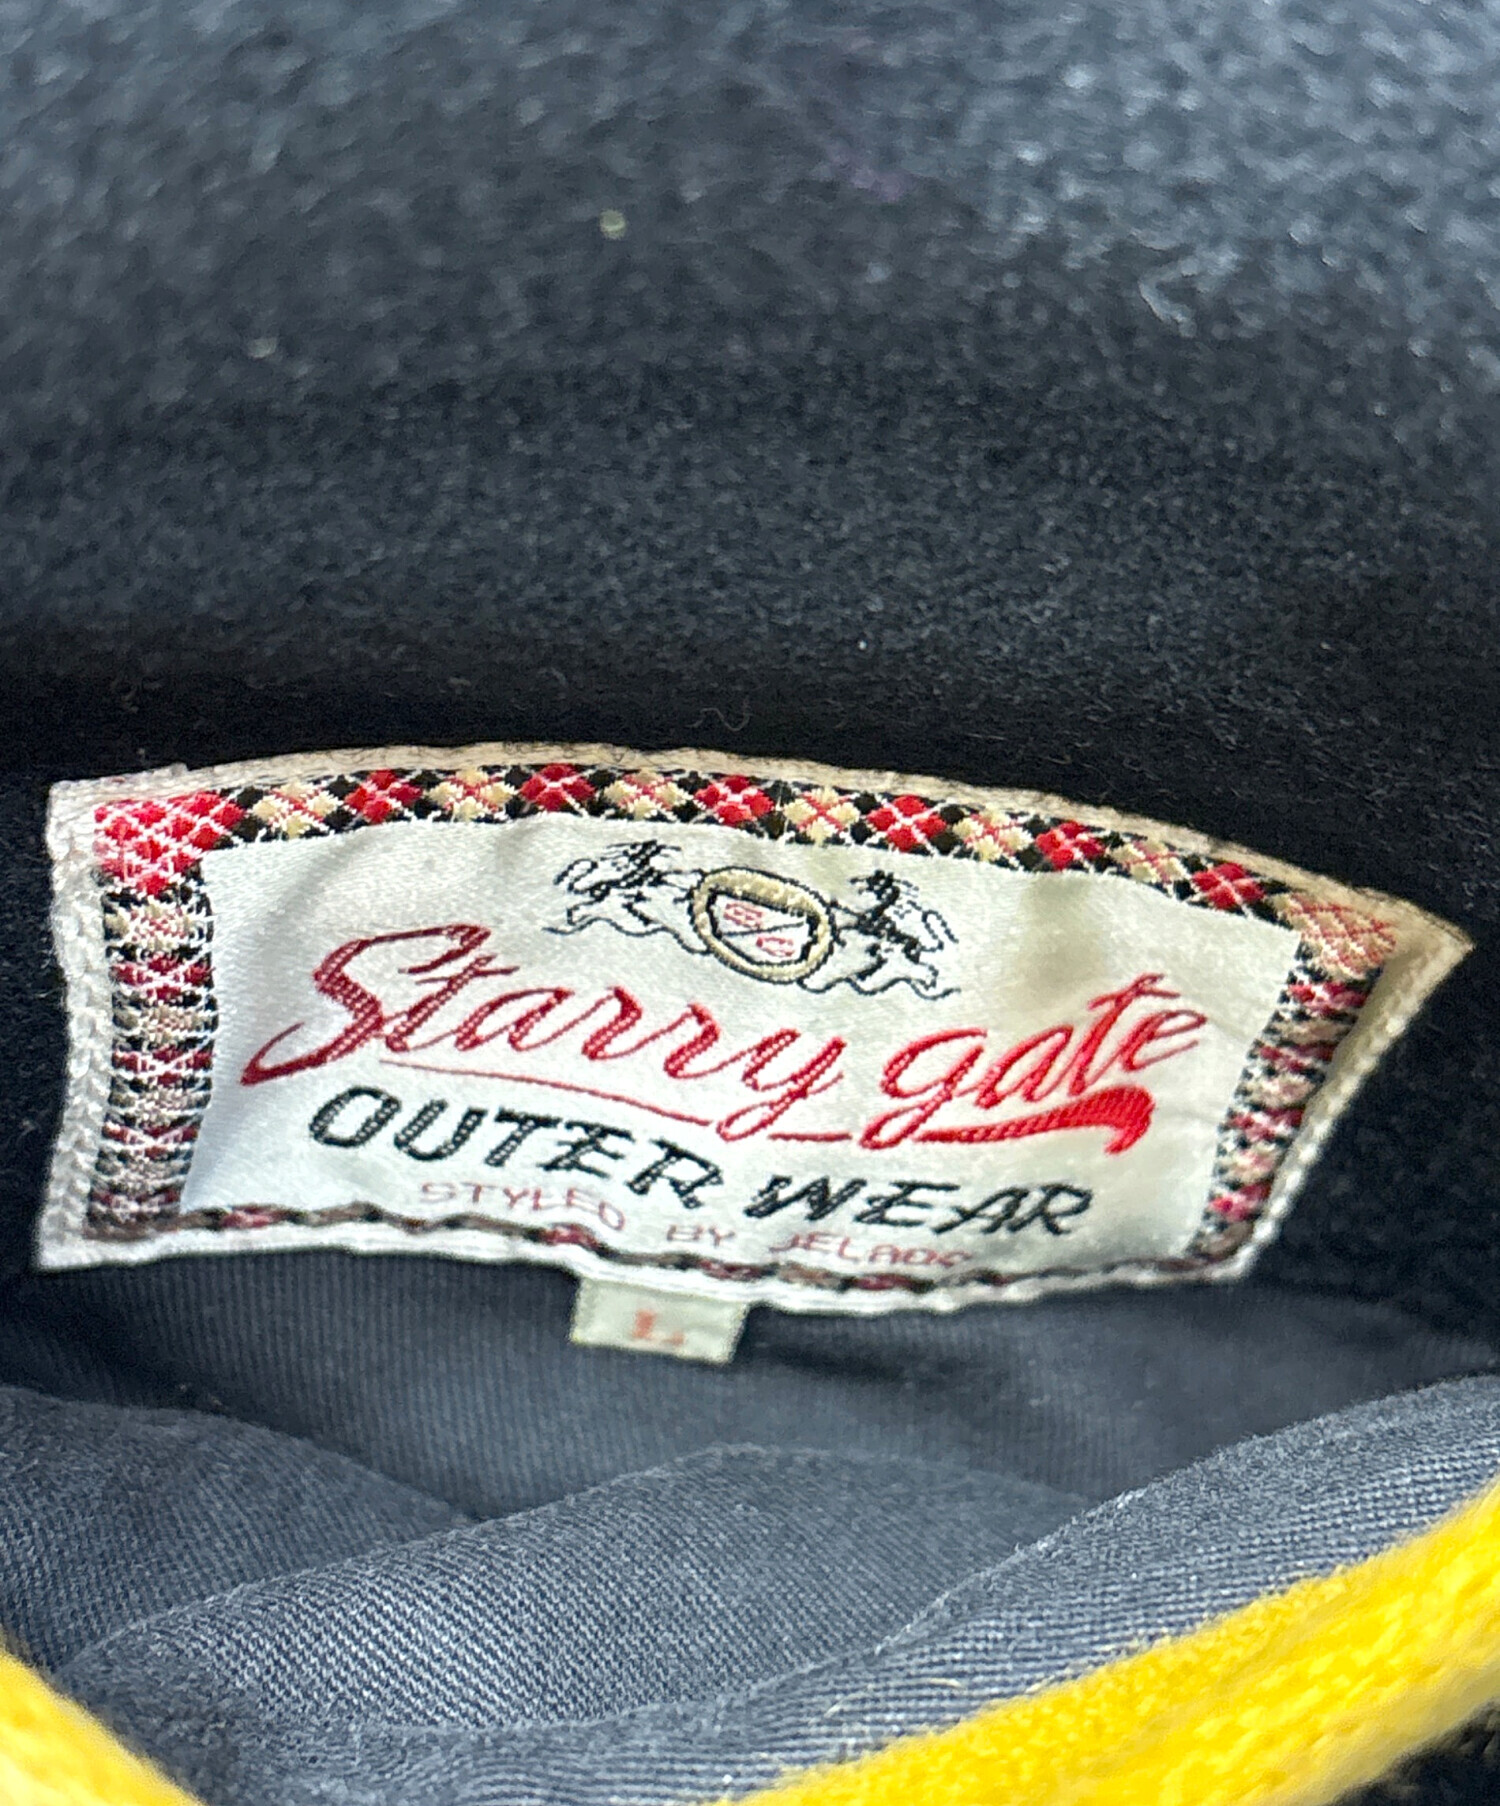 Starry gate
OUTER WEAR
STYLED BY JELADO
L